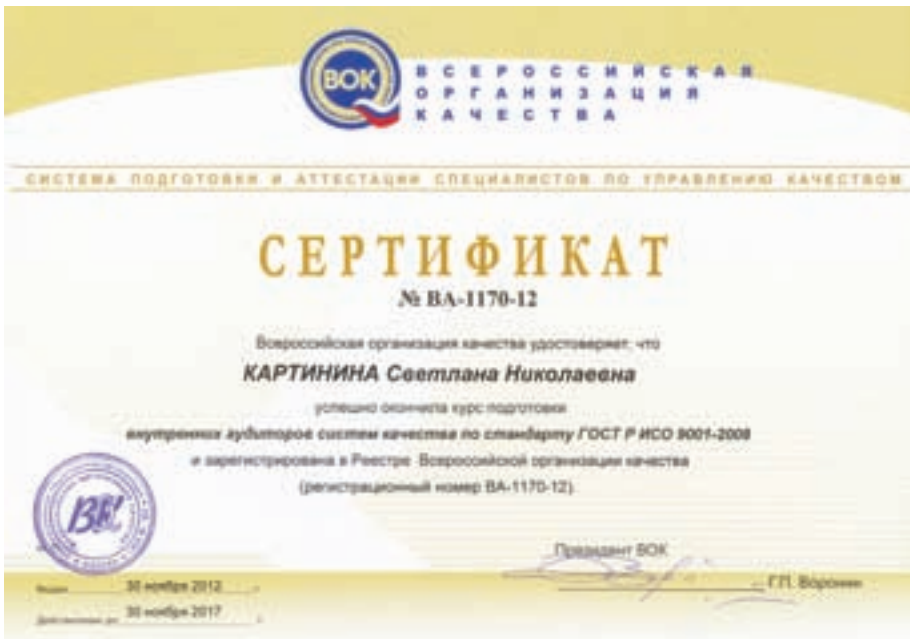 ВОК
ВСЕРОССИЙСКАЯ
ОРГАНИЗАЦИЯ
КАЧЕСТВА
СИСТЕМА ПОДГОТОВКИ И АТТЕСТАЦИИ СПЕЦИАЛИСТОВ ПО УПРАВЛЕНИЮ КАЧЕСТВОМ
СЕРТИФИКАТ
№ ВА-1170-12
Всероссийская организация качества удостоверяет, что
КАРТИНИНА Светлана Николаевна
успешно окончила курс подготовки
внутренних аудиторов систем качества по стандарту ГОСТ Р ИСО 9001-2008
и зарегистрирована в Реестре Всероссийской организации качества
(регистрационный номер ВА-1170-12).
Президент ВОК
Г.П. Воронин
30 ноября 2012 г.
Действителен до 30 ноября 2017 г.